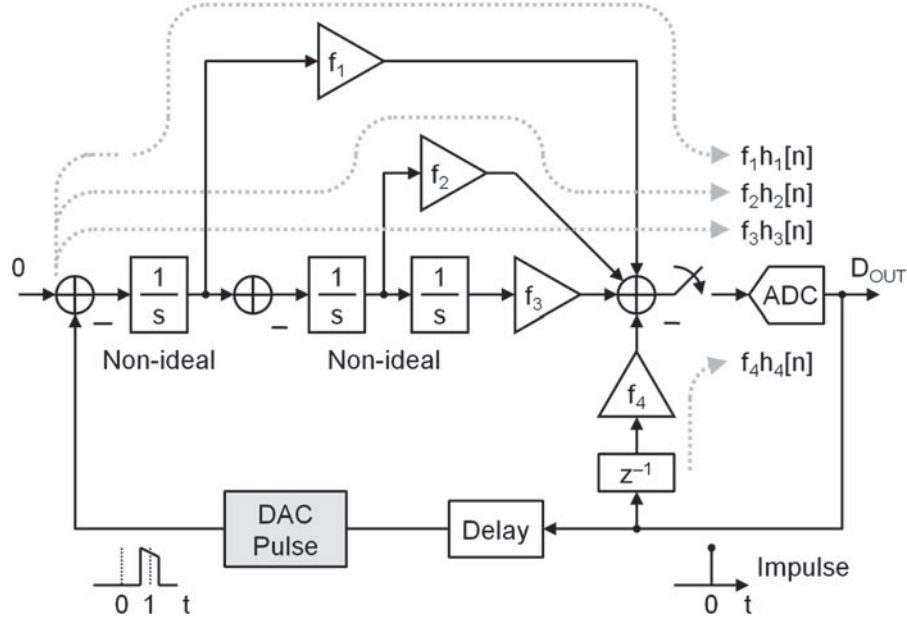 f₁
f₁h₁[n]
f₂
f₂h₂[n]
f₃h₃[n]
0
−
1
s
−
1
s
1
s
f₃
−
ADC
D_OUT
Non-ideal
Non-ideal
f₄h₄[n]
f₄
z⁻¹
DAC
Pulse
Delay
Impulse
0 1 t
0 t